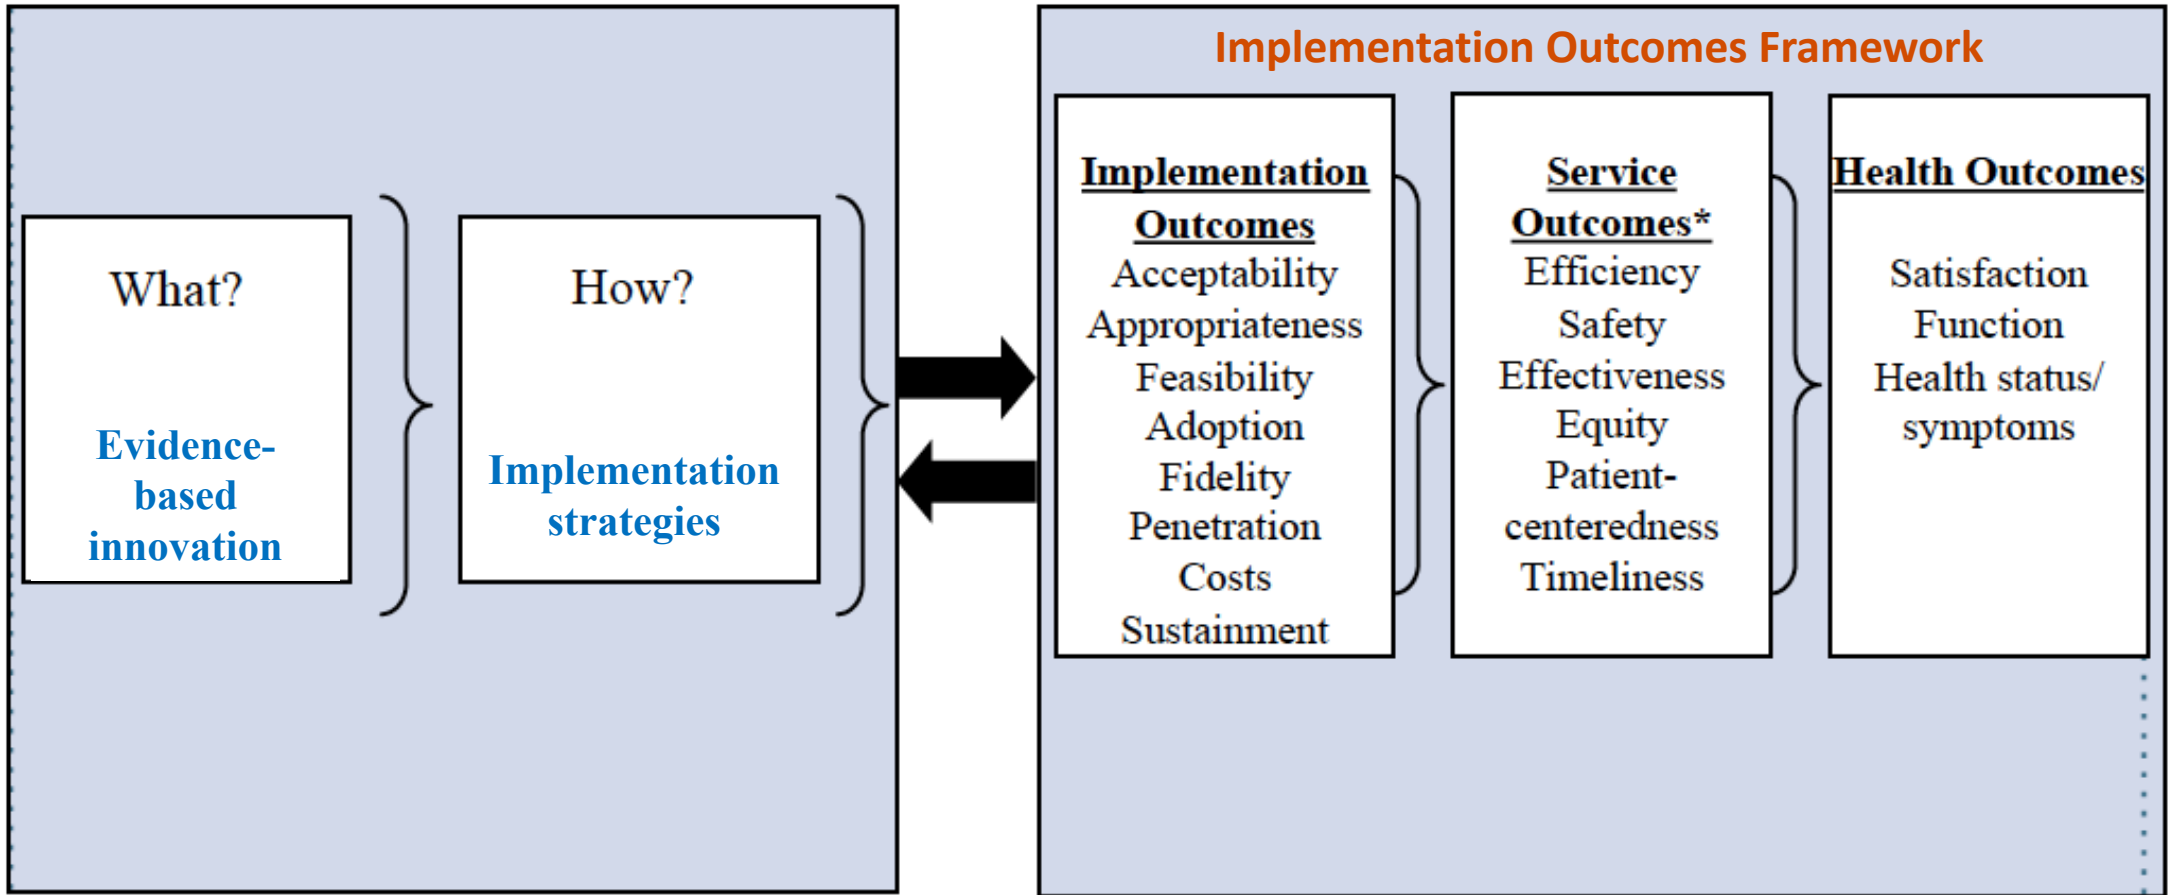 What?
Evidence-
based
innovation
How?
Implementation
strategies
Implementation Outcomes Framework
Implementation
Outcomes
Acceptability
Appropriateness
Feasibility
Adoption
Fidelity
Penetration
Costs
Sustainment
Service
Outcomes*
Efficiency
Safety
Effectiveness
Equity
Patient-
centeredness
Timeliness
Health Outcomes
Satisfaction
Function
Health status/
symptoms